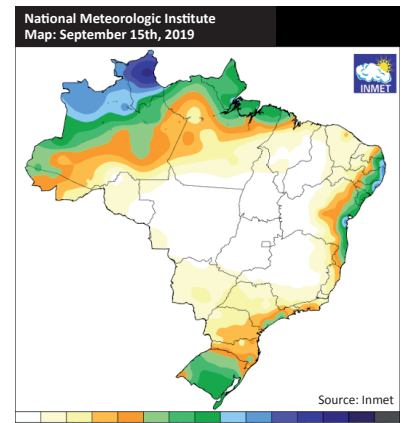 National Meteorologic Institute
Map: September 15th, 2019
INMET
Source: Inmet